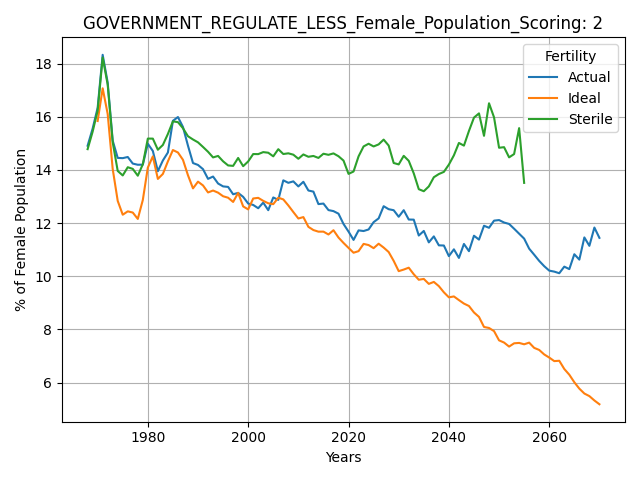 GOVERNMENT_REGULATE_LESS_Female_Population_Scoring: 2
Fertility
Actual
Ideal
Sterile
% of Female Population
18
16
14
12
10
8
6
1980 2000 2020 2040 2060
Years